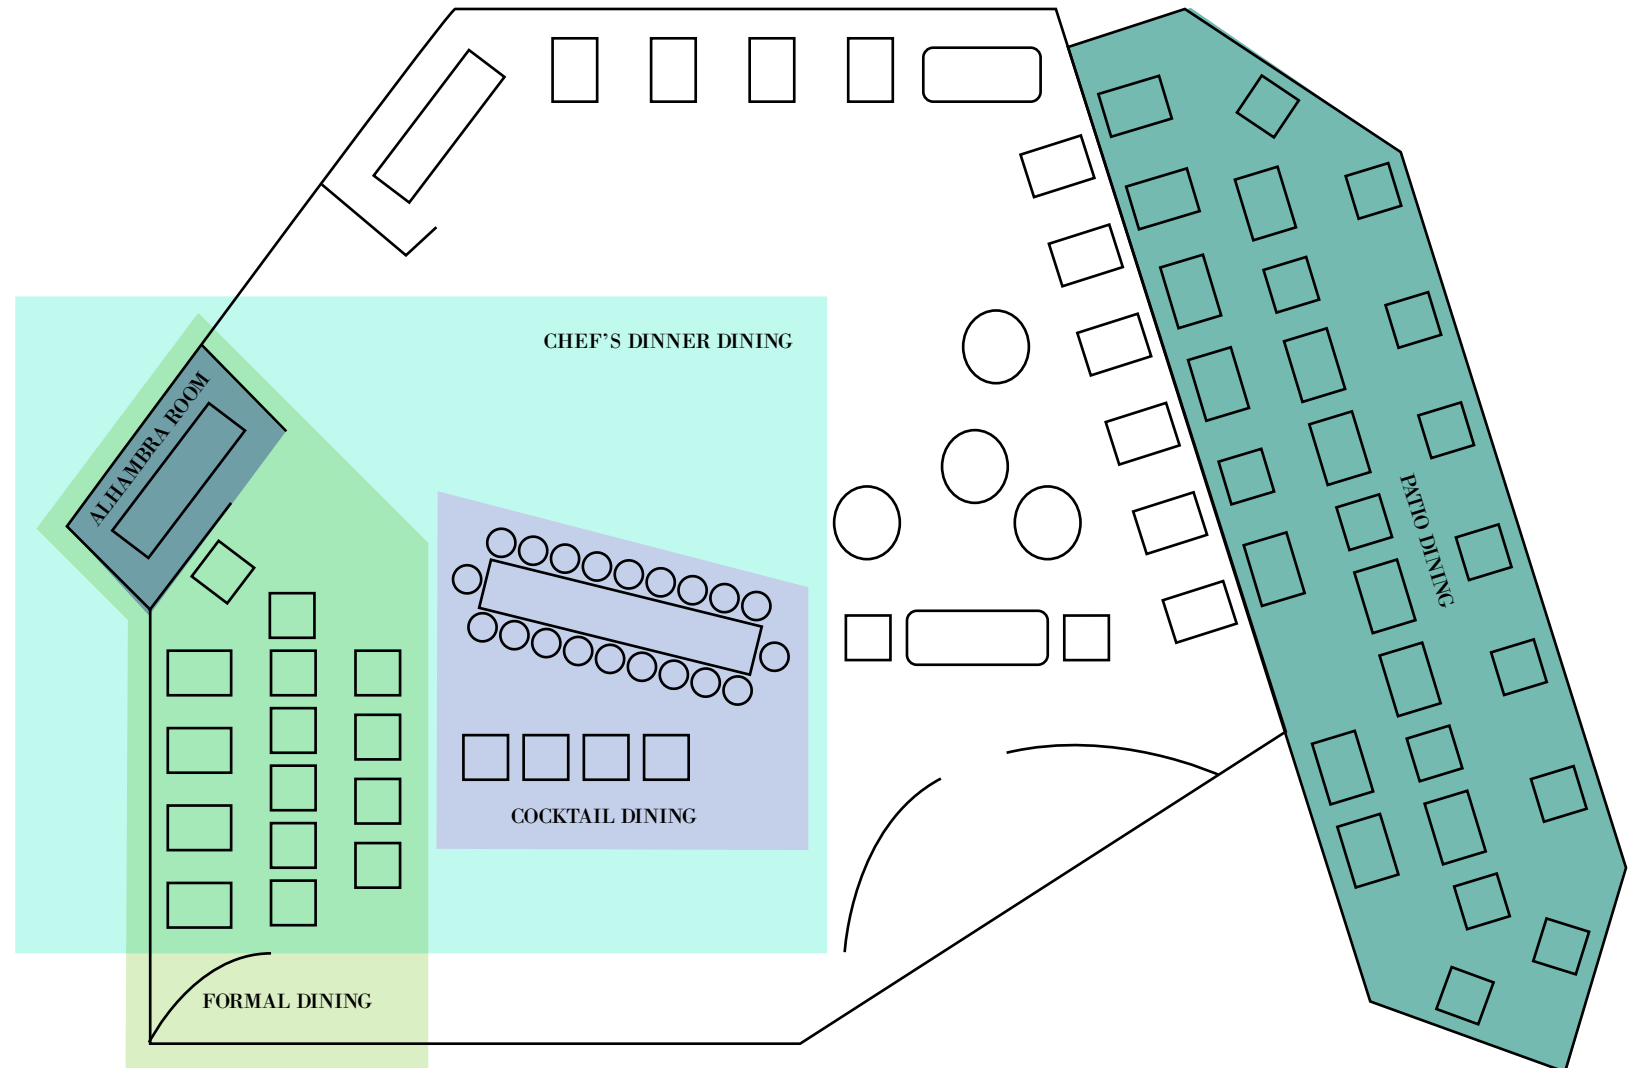 CHEF'S DINNER DINING
ALHAMBRA ROOM
PATIO DINING
COCKTAIL DINING
FORMAL DINING